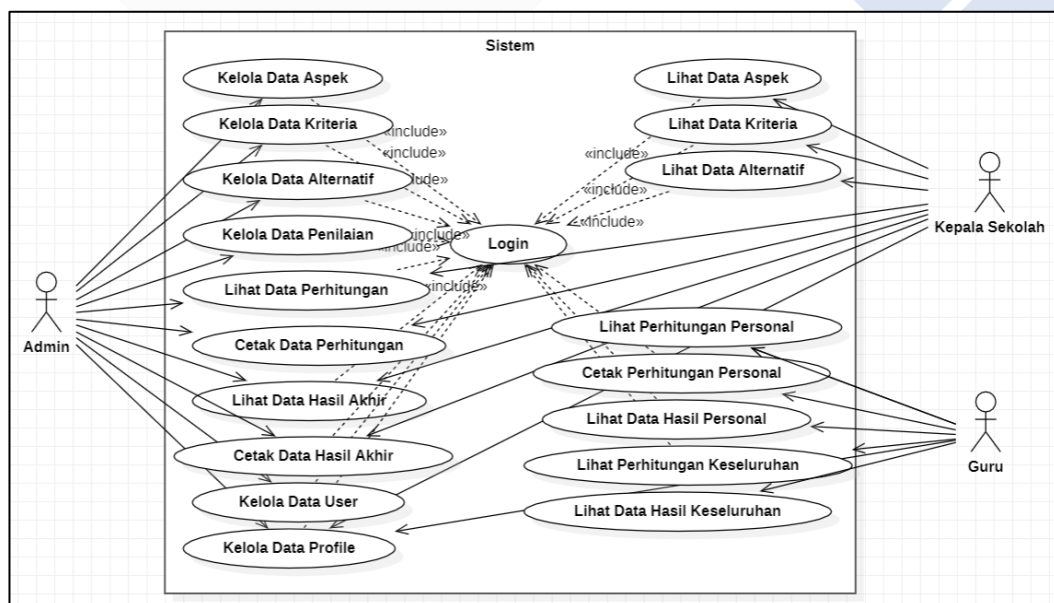 Sistem
Kelola Data Aspek
Kelola Data Kriteria
Kelola Data Alternatif
Kelola Data Penilaian
Lihat Data Perhitungan
Cetak Data Perhitungan
Lihat Data Hasil Akhir
Cetak Data Hasil Akhir
Kelola Data User
Kelola Data Profile
Admin
«include»
«include»
clude»
«include»
include»
«include»
Login
Lihat Data Aspek
Lihat Data Kriteria
Lihat Data Alternatif
«include»
«include»
«include»
Kepala Sekolah
Lihat Perhitungan Personal
Cetak Perhitungan Personal
Lihat Data Hasil Personal
Lihat Perhitungan Keseluruhan
Lihat Data Hasil Keseluruhan
Guru